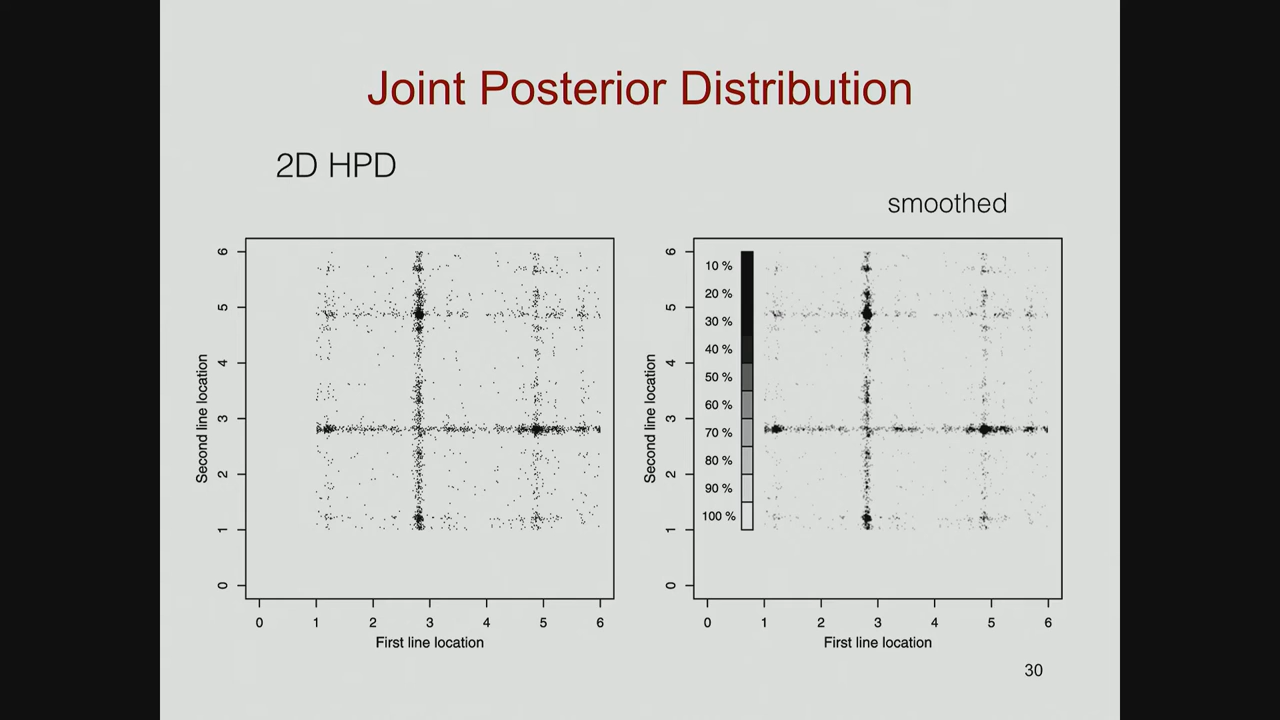 Joint Posterior Distribution
2D HPD
smoothed
6
5
4
3
2
1
0
Second line location
0 1 2 3 4 5 6
First line location
6
5
4
3
2
1
0
Second line location
10 %
20 %
30 %
40 %
50 %
60 %
70 %
80 %
90 %
100 %
0 1 2 3 4 5 6
First line location
30